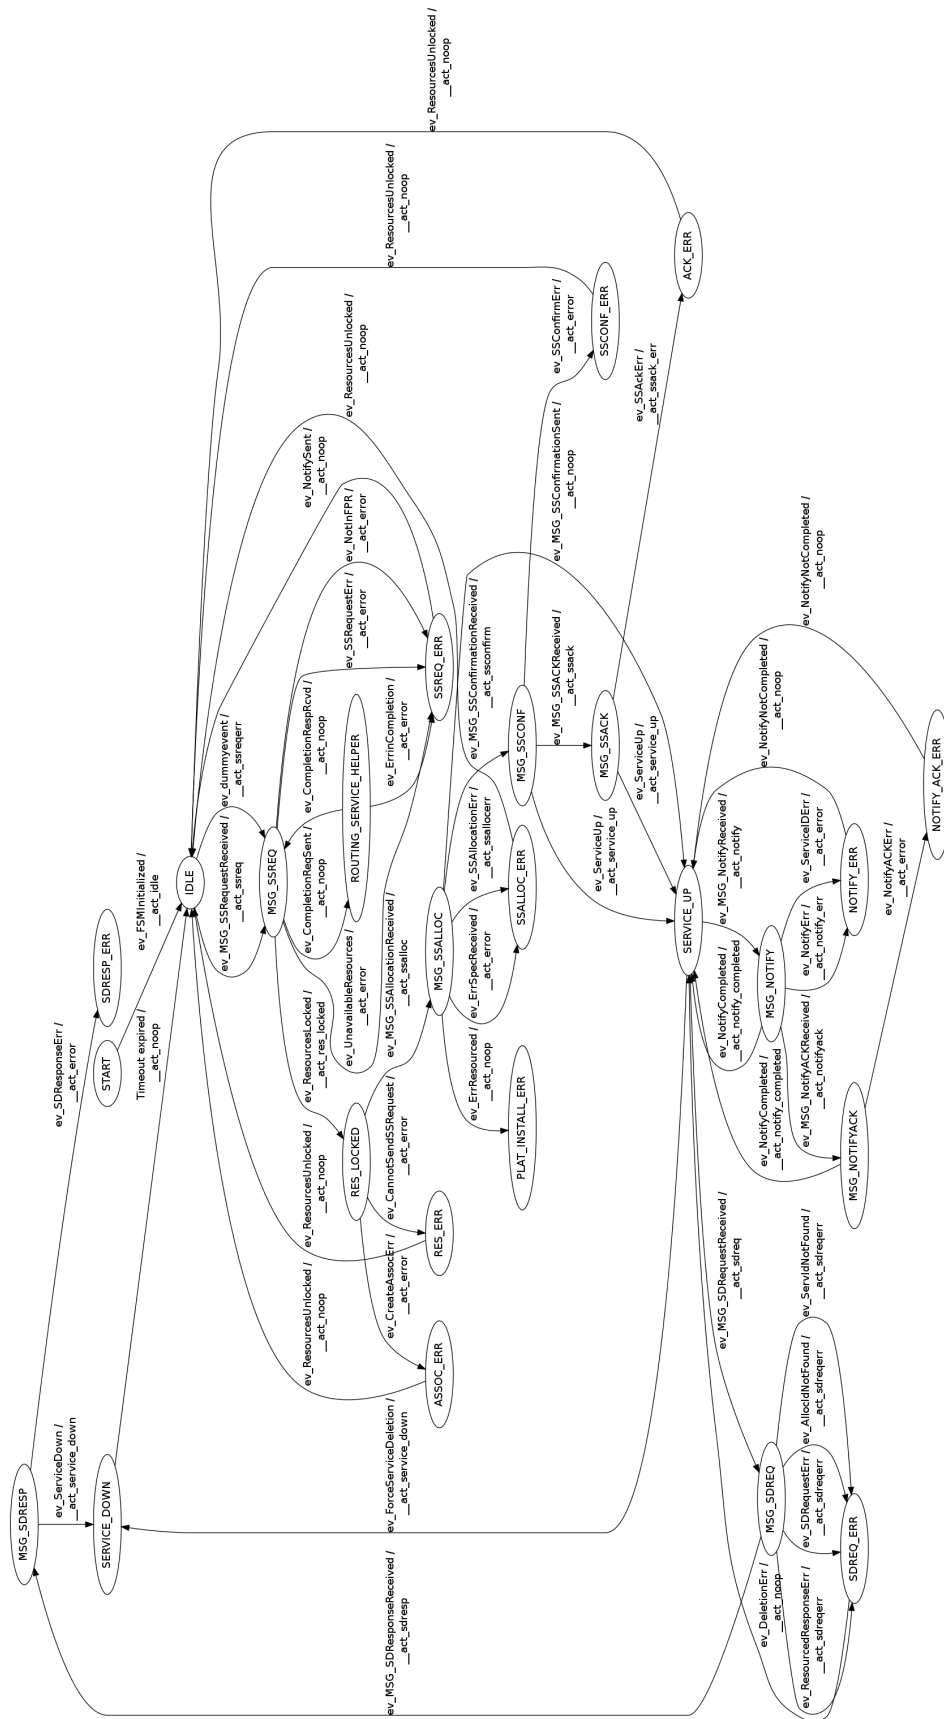 MSG_SDRESP
ev_ServiceDown /
__act_service_down
ev_SDResponseErr /
__act_error
SERVICE_DOWN
START
SDRESP_ERR
Timeout expired /
__act_noop
ev_FSMInitialized /
__act_idle
IDLE
ev_MSG_SSRequestReceived /
__act_ssreq
ev_dummyevent /
__act_ssreqerr
MSG_SSREQ
ev_ResourcesUnlocked /
__act_noop
ev_ResourcesUnlocked /
__act_noop
ev_ResourcesLocked /
__act_res_locked
ev_UnavailableResources /
__act_error
ev_CompletionReqSent /
__act_noop
ev_CompletionRespRcvd /
__act_noop
ev_SSRequestErr /
__act_error
ev_NotInFPR /
__act_error
ev_NotifySent /
__act_noop
ev_ResourcesUnlocked /
__act_noop
ev_ResourcesUnlocked /
__act_noop
ev_ResourcesUnlocked /
__act_noop
RES_LOCKED
ROUTING_SERVICE_HELPER
ev_CreateAssocErr /
__act_error
ev_CannotSendSSRequest /
__act_error
ev_MSG_SSAllocationReceived /
__act_ssalloc
ev_ErrinCompletion /
__act_error
ev_ForceServiceDeletion /
__act_service_down
ev_MSG_SDResponseReceived /
__act_sdresp
ASSOC_ERR
RES_ERR
MSG_SSALLOC
SSREQ_ERR
ev_ErrResourced /
__act_noop
ev_ErrSpecReceived /
__act_error
ev_SSAllocationErr /
__act_ssallocerr
ev_MSG_SSConfirmationReceived /
__act_ssconfirm
PLAT_INSTALL_ERR
SSALLOC_ERR
MSG_SSCONF
ev_MSG_SSACKReceived /
__act_ssack
ev_MSG_SSConfirmationSent /
__act_noop
ev_SSConfirmErr /
__act_error
ev_ServiceUp /
__act_service_up
MSG_SSACK
SSCONF_ERR
ev_ServiceUp /
__act_service_up
ev_SSAckErr /
__act_ssack_err
SERVICE_UP
ACK_ERR
ev_MSG_SDRequestReceived /
__act_sdreq
ev_NotifyCompleted /
__act_notify_completed
ev_MSG_NotifyReceived /
__act_notify
ev_NotifyCompleted /
__act_notify_completed
ev_NotifyNotCompleted /
__act_noop
ev_NotifyNotCompleted /
__act_noop
ev_DeletionErr /
__act_noop
MSG_SDREQ
MSG_NOTIFY
ev_ResourcedResponseErr /
__act_sdreqerr
ev_SDRequestErr /
__act_sdreqerr
ev_AllocIdNotFound /
__act_sdreqerr
ev_ServIdNotFound /
__act_sdreqerr
ev_MSG_NotifyACKReceived /
__act_notifyack
ev_NotifyErr /
__act_notify_err
ev_ServiceIDErr /
__act_error
SDREQ_ERR
MSG_NOTIFYACK
NOTIFY_ERR
ev_NotifyACKErr /
__act_error
NOTIFY_ACK_ERR